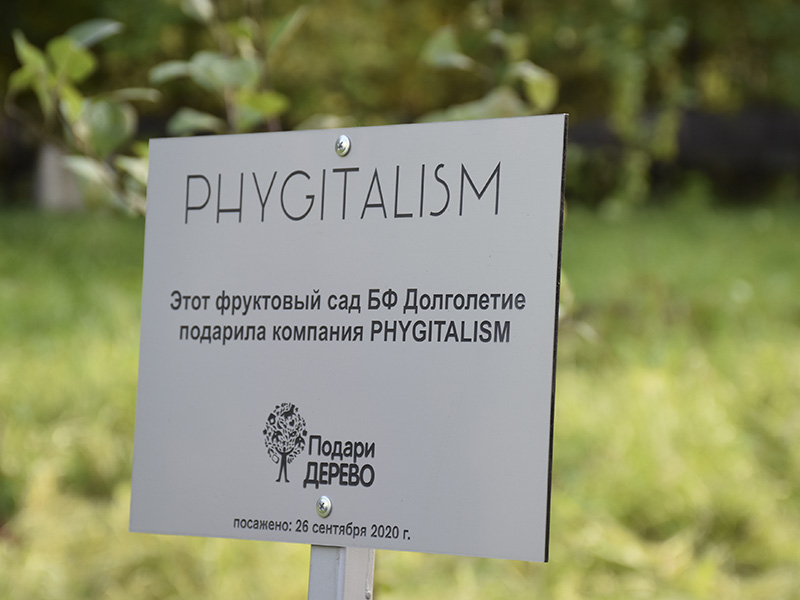 PHYGITALISM
Этот фруктовый сад БФ Долголетие
подарила компания PHYGITALISM
Подари
ДЕРЕВО
посажено: 26 сентября 2020 г.